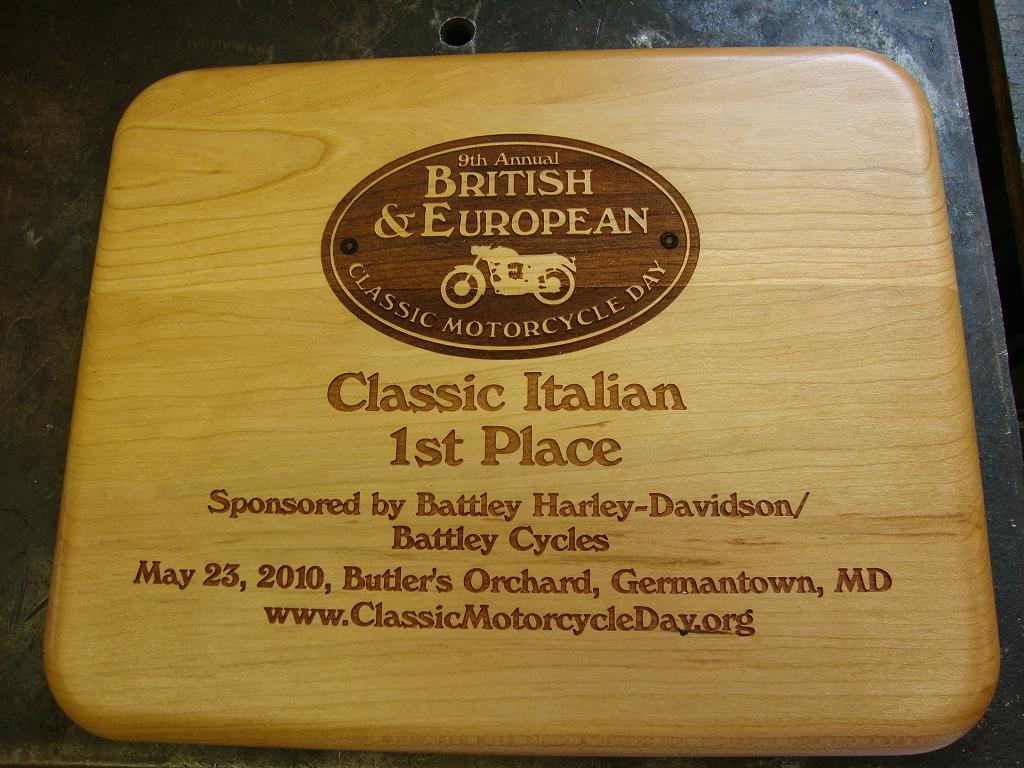 9th Annual
BRITISH
& EUROPEAN
CLASSIC MOTORCYCLE DAY
Classic Italian
1st Place
Sponsored by Battley Harley-Davidson/
Battley Cycles
May 23, 2010, Butler's Orchard, Germantown, MD
www.ClassicMotorcycleDay.org